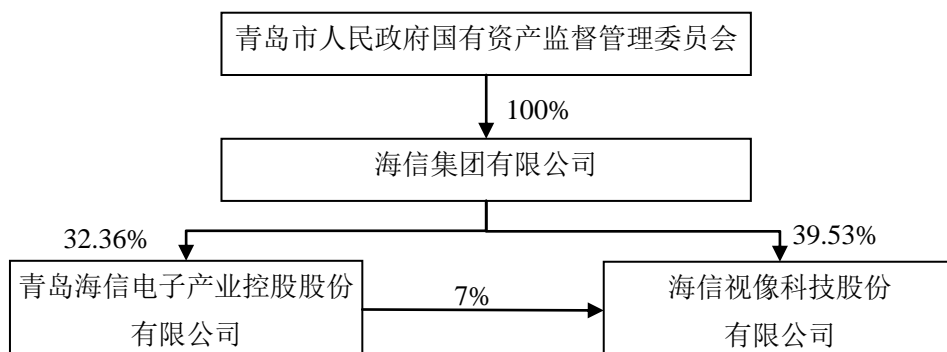 青岛市人民政府国有资产监督管理委员会
100%
海信集团有限公司
32.36%
39.53%
青岛海信电子产业控股股份
有限公司
7%
海信视像科技股份
有限公司